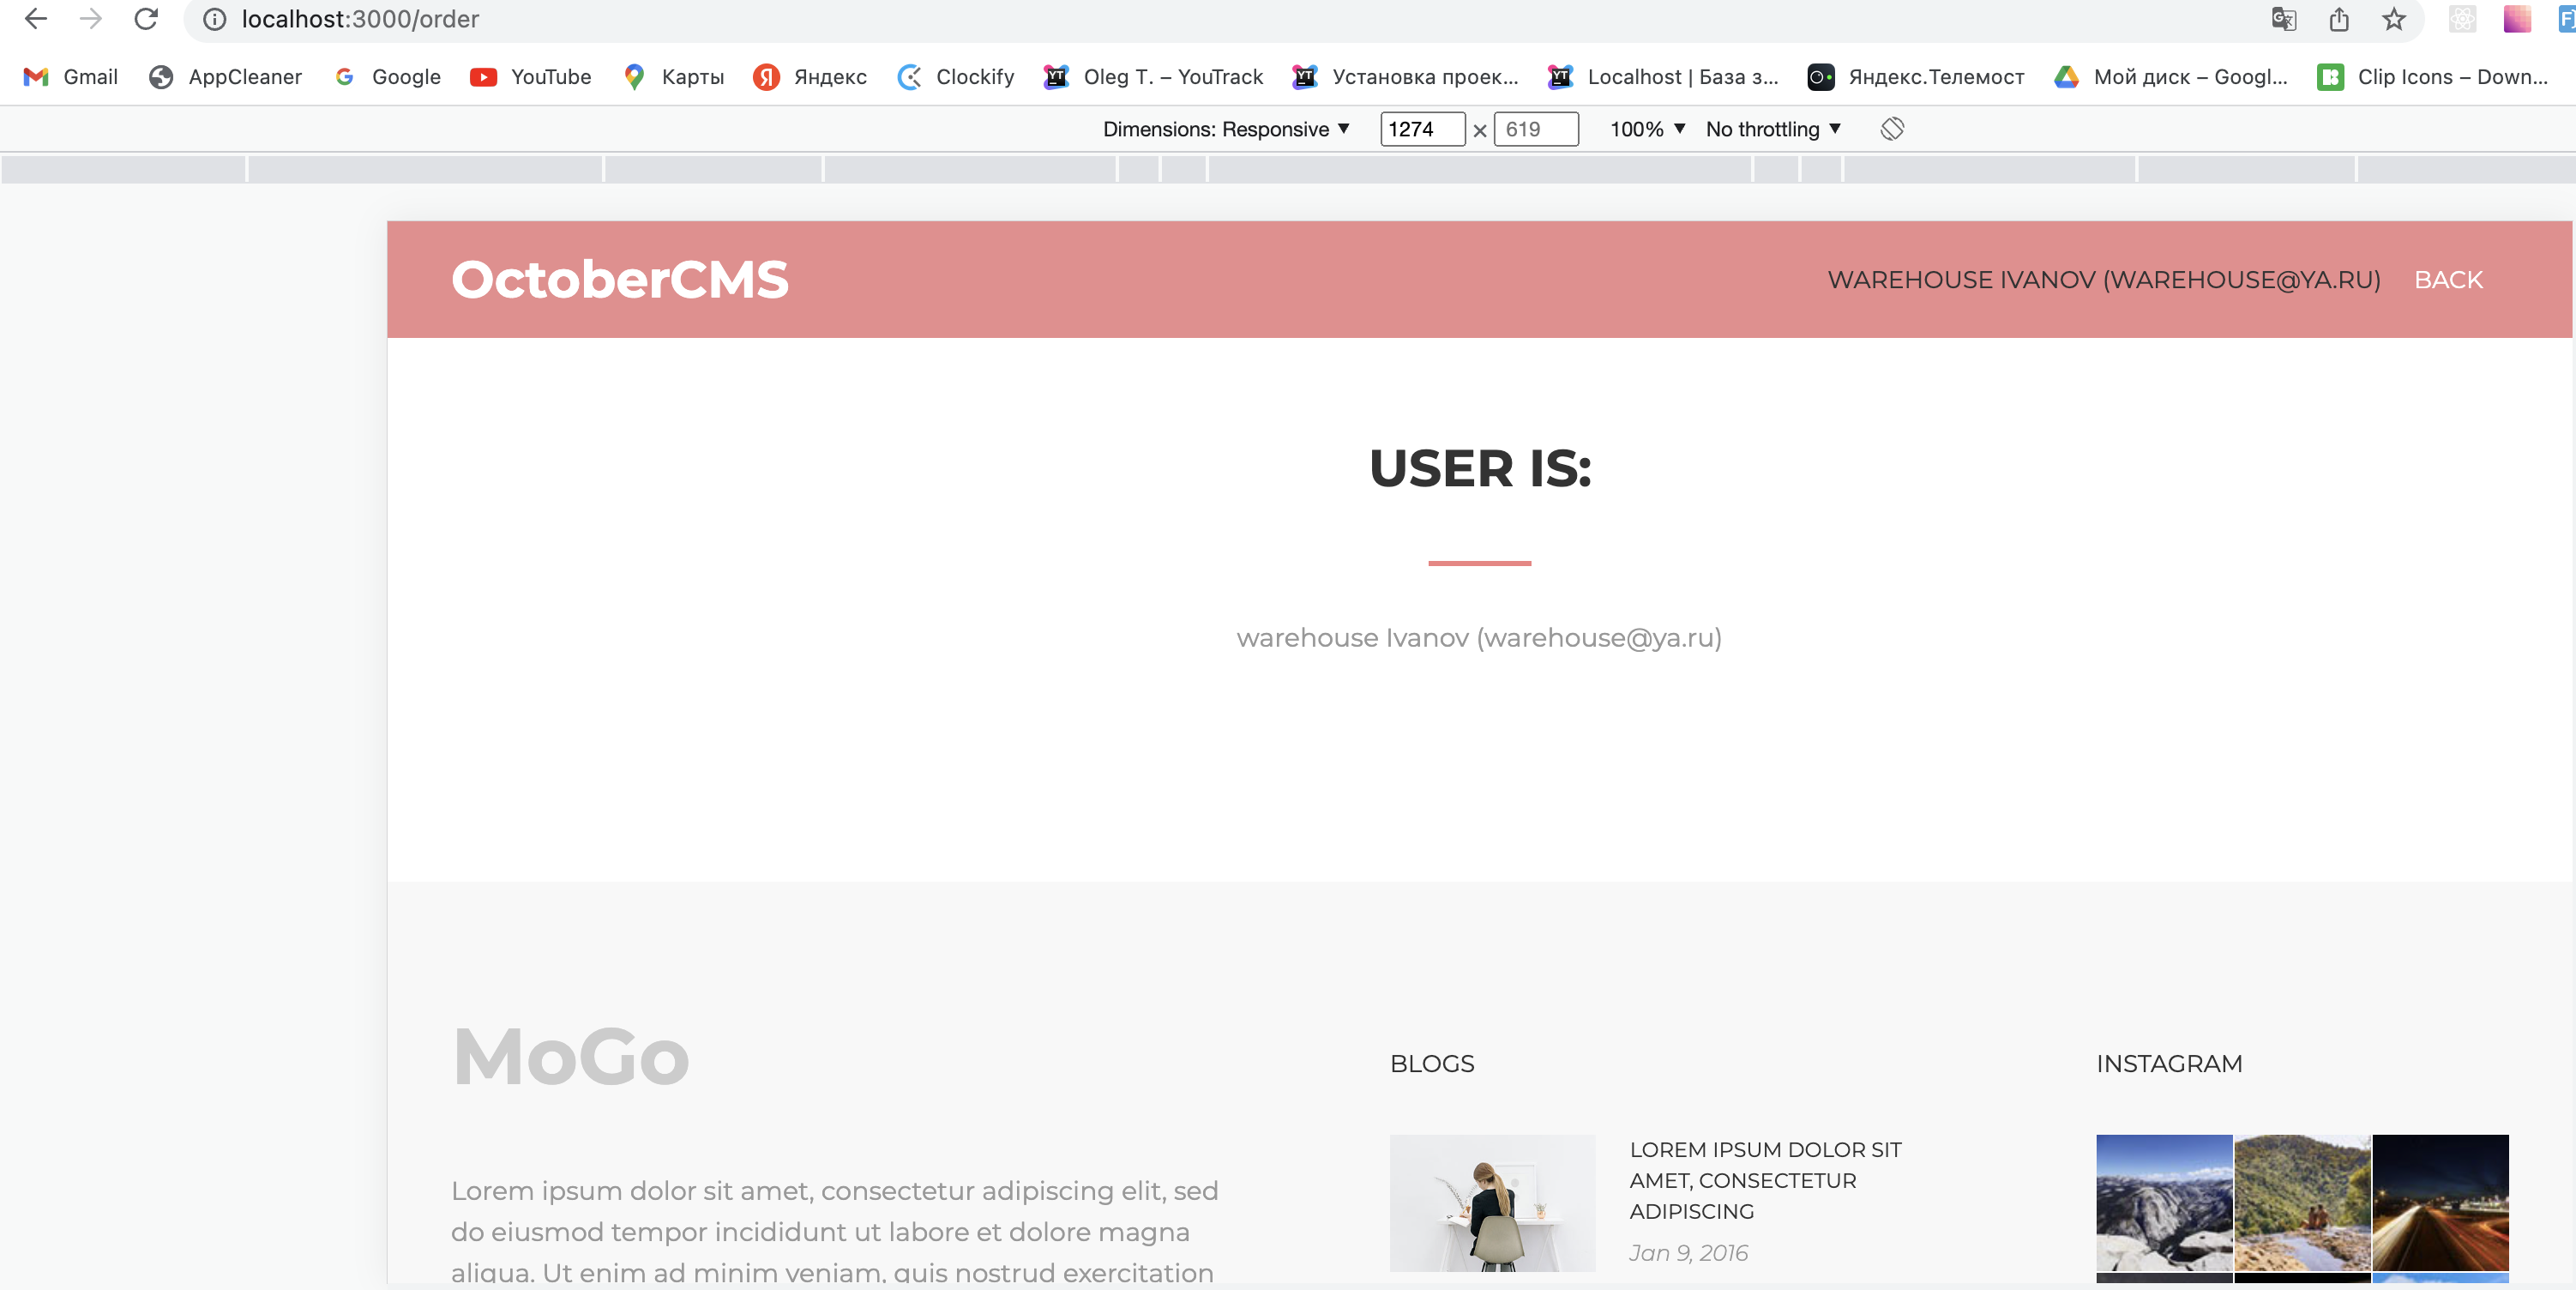 localhost:3000/order
Gmail AppCleaner Google YouTube Карты Яндекс Clockify Oleg T. – YouTrack Установка проек... Localhost | База з... Яндекс.Телемост Мой диск – Googl... Clip Icons – Down...
Dimensions: Responsive ▼ 1274 × 619 100% ▼ No throttling ▼
OctoberCMS WAREHOUSE IVANOV (WAREHOUSE@YA.RU) BACK
USER IS:
warehouse Ivanov (warehouse@ya.ru)
MoGo
Lorem ipsum dolor sit amet, consectetur adipiscing elit, sed
do eiusmod tempor incididunt ut labore et dolore magna
aliqua. Ut enim ad minim veniam, quis nostrud exercitation
BLOGS
LOREM IPSUM DOLOR SIT
AMET, CONSECTETUR
ADIPISCING
Jan 9, 2016
INSTAGRAM